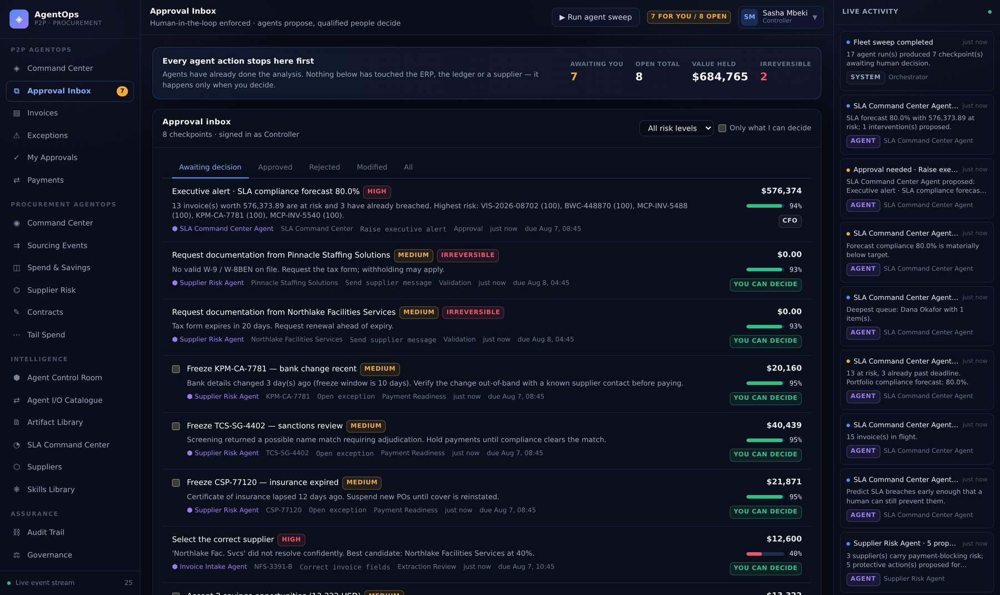 AgentOps
P2P · PROCUREMENT
P2P AGENTOPS
Command Center
Approval Inbox 7
Invoices
Exceptions
My Approvals
Payments
PROCUREMENT AGENTOPS
Command Center
Sourcing Events
Spend & Savings
Supplier Risk
Contracts
Tail Spend
INTELLIGENCE
Agent Control Room
Agent I/O Catalogue
Artifact Library
SLA Command Center
Suppliers
Skills Library
ASSURANCE
Audit Trail
Governance
Live event stream 25
Approval Inbox
Human-in-the-loop enforced · agents propose, qualified people decide
▶ Run agent sweep
7 FOR YOU / 8 OPEN
SM
Sasha Mbeki
Controller
Every agent action stops here first
Agents have already done the analysis. Nothing below has touched the ERP, the ledger or a supplier — it
happens only when you decide.
AWAITING YOU
7
OPEN TOTAL
8
VALUE HELD
$684,765
IRREVERSIBLE
2
Approval inbox
8 checkpoints · signed in as Controller
All risk levels
Only what I can decide
Awaiting decision Approved Rejected Modified All
Executive alert · SLA compliance forecast 80.0% HIGH
13 invoice(s) worth 576,373.89 are at risk and 3 have already breached. Highest risk: VIS-2026-08702 (100), BWC-448870 (100), MCP-INV-5488
(100), KPM-CA-7781 (100), MCP-INV-5540 (100).
SLA Command Center Agent SLA Command Center Raise executive alert Approval just now due Aug 7, 08:45
$576,374
94%
CFO
Request documentation from Pinnacle Staffing Solutions MEDIUM IRREVERSIBLE
No valid W-9 / W-8BEN on file. Request the tax form; withholding may apply.
Supplier Risk Agent Pinnacle Staffing Solutions Send supplier message Validation just now due Aug 8, 04:45
$0.00
93%
YOU CAN DECIDE
Request documentation from Northlake Facilities Services MEDIUM IRREVERSIBLE
Tax form expires in 20 days. Request renewal ahead of expiry.
Supplier Risk Agent Northlake Facilities Services Send supplier message Validation just now due Aug 8, 04:45
$0.00
93%
YOU CAN DECIDE
Freeze KPM-CA-7781 — bank change recent MEDIUM
Bank details changed 3 day(s) ago (freeze window is 10 days). Verify the change out-of-band with a known supplier contact before paying.
Supplier Risk Agent KPM-CA-7781 Open exception Payment Readiness just now due Aug 7, 08:45
$20,160
95%
YOU CAN DECIDE
Freeze TCS-SG-4402 — sanctions review MEDIUM
Screening returned a possible name match requiring adjudication. Hold payments until compliance clears the match.
Supplier Risk Agent TCS-SG-4402 Open exception Payment Readiness just now due Aug 7, 08:45
$40,439
95%
YOU CAN DECIDE
Freeze CSP-77120 — insurance expired MEDIUM
Certificate of insurance lapsed 12 days ago. Suspend new POs until cover is reinstated.
Supplier Risk Agent CSP-77120 Open exception Payment Readiness just now due Aug 7, 08:45
$21,871
95%
YOU CAN DECIDE
Select the correct supplier HIGH
'Northlake Fac. Svcs' did not resolve confidently. Best candidate: Northlake Facilities Services at 40%.
Invoice Intake Agent NFS-3391-B Correct invoice fields Extraction Review just now due Aug 7, 10:45
$12,600
40%
YOU CAN DECIDE
Accept 2 savings opportunities (13,322 USD) MEDIUM
$13,322
LIVE ACTIVITY
Fleet sweep completed just now
17 agent run(s) produced 7 checkpoint(s)
awaiting human decision.
SYSTEM Orchestrator
SLA Command Center Agent... just now
SLA forecast 80.0% with 576,373.89 at
risk; 1 intervention(s) proposed.
AGENT SLA Command Center Agent
Approval needed · Raise exe... just now
SLA Command Center Agent proposed:
Executive alert · SLA compliance forecas...
AGENT SLA Command Center Agent
SLA Command Center Agent... just now
Forecast compliance 80.0% is materially
below target.
AGENT SLA Command Center Agent
SLA Command Center Agent... just now
Deepest queue: Dana Okafor with 1
item(s).
AGENT SLA Command Center Agent
SLA Command Center Agent... just now
13 at risk, 3 already past deadline.
Portfolio compliance forecast: 80.0%.
AGENT SLA Command Center Agent
SLA Command Center Agent... just now
15 invoice(s) in flight.
AGENT SLA Command Center Agent
SLA Command Center Agent... just now
Predict SLA breaches early enough that a
human can still prevent them.
AGENT SLA Command Center Agent
Supplier Risk Agent · 5 prop... just now
3 supplier(s) carry payment-blocking risk;
5 protective action(s) proposed for...
AGENT Supplier Risk Agent